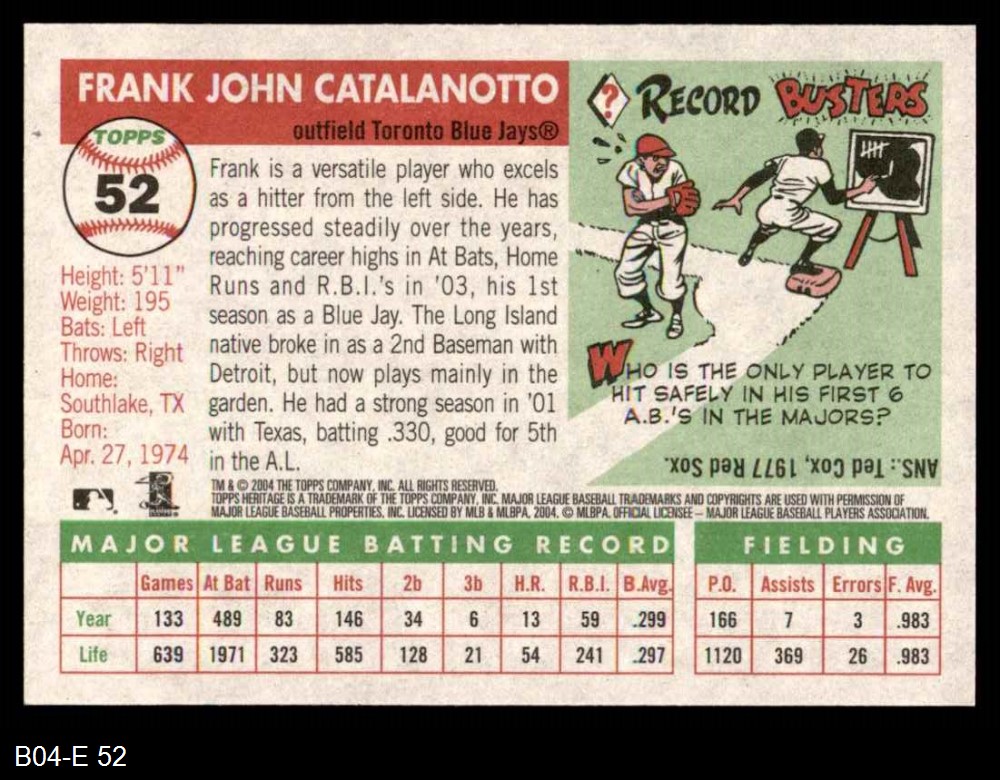 FRANK JOHN CATALANOTTO
outfield Toronto Blue Jays®
TOPPS
52
Height: 5'11"
Weight: 195
Bats: Left
Throws: Right
Home:
Southlake, TX
Born:
Apr. 27, 1974
Frank is a versatile player who excels
as a hitter from the left side. He has
progressed steadily over the years,
reaching career highs in At Bats, Home
Runs and R.B.I.'s in '03, his 1st
season as a Blue Jay. The Long Island
native broke in as a 2nd Baseman with
Detroit, but now plays mainly in the
garden. He had a strong season in '01
with Texas, batting .330, good for 5th
in the A.L.
? RECORD BUSTERS
WHO IS THE ONLY PLAYER TO
HIT SAFELY IN HIS FIRST 6
A.B.'S IN THE MAJORS?
ANS.: Ted Cox, 1977 Red Sox.
TM & © 2004 THE TOPPS COMPANY, INC. ALL RIGHTS RESERVED.
TOPPS HERITAGE IS A TRADEMARK OF THE TOPPS COMPANY, INC. MAJOR LEAGUE BASEBALL TRADEMARKS AND COPYRIGHTS ARE USED WITH PERMISSION OF
MAJOR LEAGUE BASEBALL PROPERTIES, INC. LICENSED BY MLB & MLBPA, 2004. © MLBPA. OFFICIAL LICENSEE – MAJOR LEAGUE BASEBALL PLAYERS ASSOCIATION.
MAJOR LEAGUE BATTING RECORD FIELDING
Games At Bat Runs Hits 2b 3b H.R. R.B.I. B.Avg. P.O. Assists Errors F. Avg.
Year 133 489 83 146 34 6 13 59 .299 166 7 3 .983
Life 639 1971 323 585 128 21 54 241 .297 1120 369 26 .983
B04-E 52